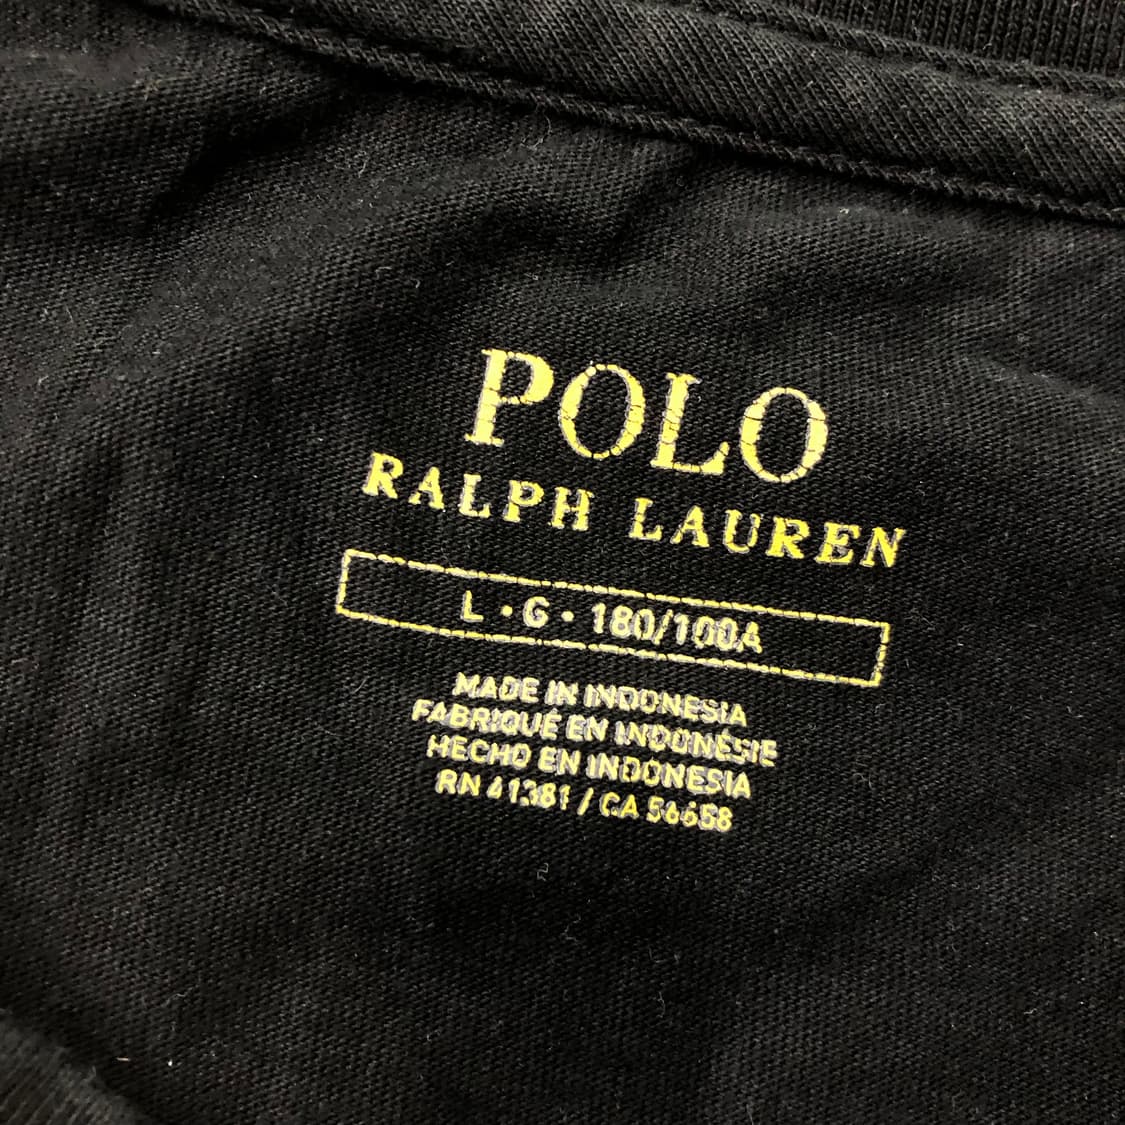 POLO
RALPH LAUREN
L • G • 180/100A
MADE IN INDONESIA
FABRIQUÉ EN INDONÉSIE
HECHO EN INDONESIA
RN 41381 / CA 56658